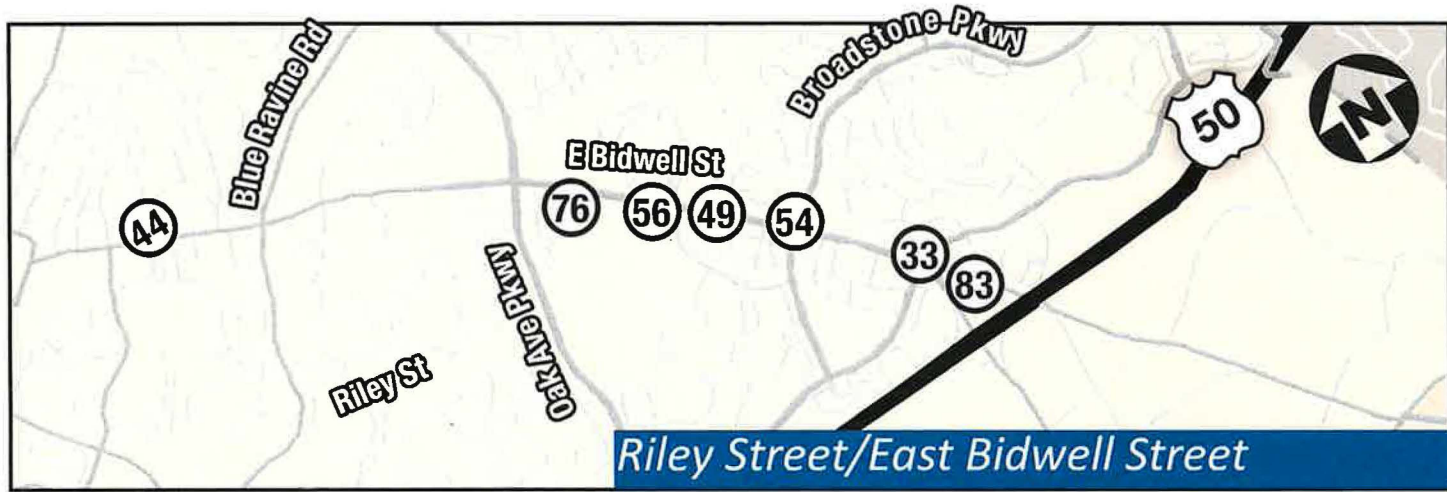 Blue Ravine Rd
Broadstone Pkwy
50
N
E Bidwell St
44
76
56
49
54
33
83
Oak Ave Pkwy
Riley St
Riley Street/East Bidwell Street